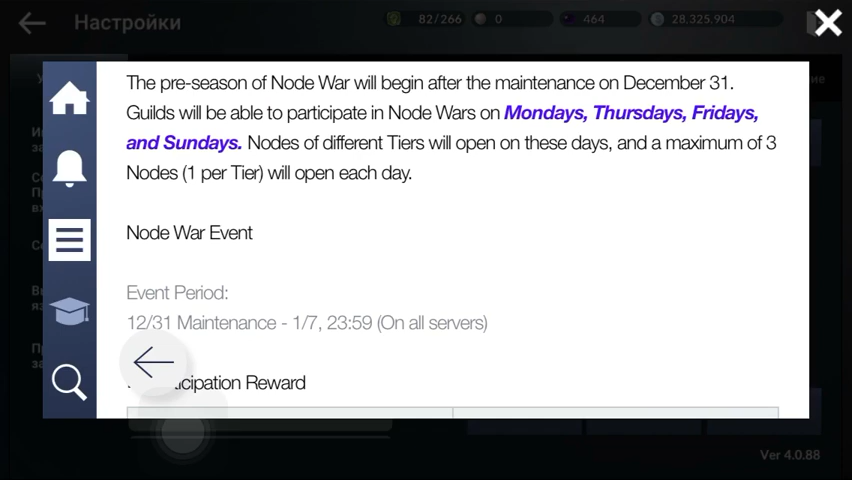 Настройки
82/266
0
464
28,325.904
The pre-season of Node War will begin after the maintenance on December 31.
Guilds will be able to participate in Node Wars on Mondays, Thursdays, Fridays,
and Sundays. Nodes of different Tiers will open on these days, and a maximum of 3
Nodes (1 per Tier) will open each day.
Node War Event
Event Period:
12/31 Maintenance - 1/7, 23:59 (On all servers)
Reward
Ver 4.0.88